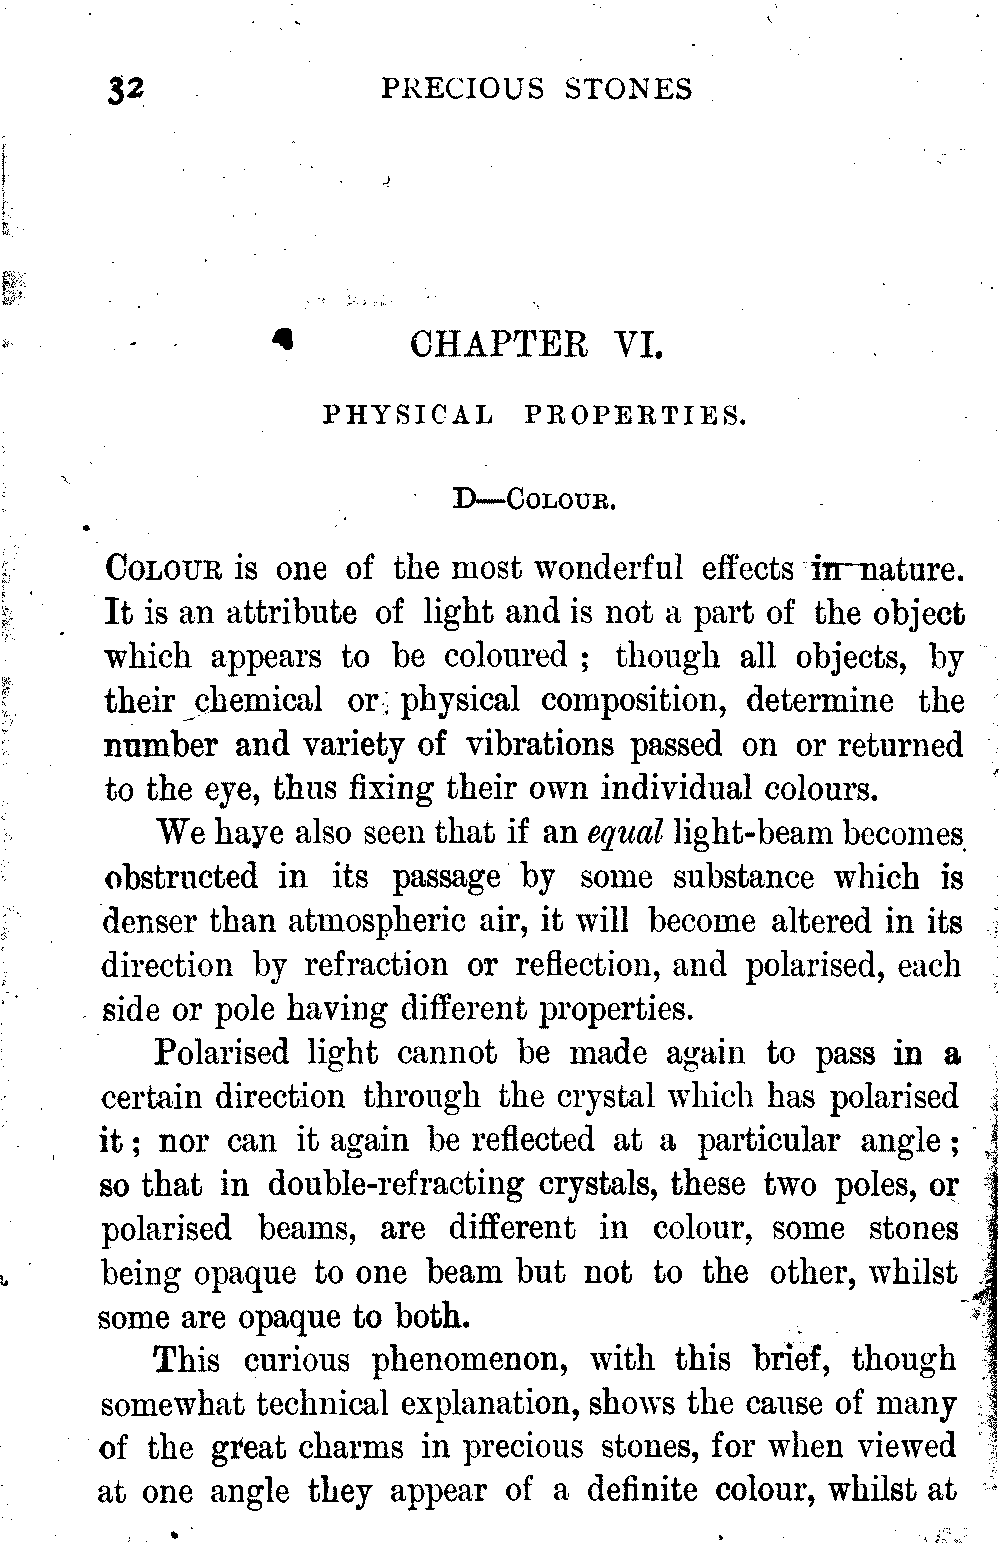 32 PRECIOUS STONES
CHAPTER VI.
PHYSICAL PROPERTIES.
D—COLOUR.
COLOUR is one of the most wonderful effects in nature.
It is an attribute of light and is not a part of the object
which appears to be coloured ; though all objects, by
their chemical or physical composition, determine the
number and variety of vibrations passed on or returned
to the eye, thus fixing their own individual colours.
We have also seen that if an equal light-beam becomes
obstructed in its passage by some substance which is
denser than atmospheric air, it will become altered in its
direction by refraction or reflection, and polarised, each
side or pole having different properties.
Polarised light cannot be made again to pass in a
certain direction through the crystal which has polarised
it ; nor can it again be reflected at a particular angle ;
so that in double-refracting crystals, these two poles, or
polarised beams, are different in colour, some stones
being opaque to one beam but not to the other, whilst
some are opaque to both.
This curious phenomenon, with this brief, though
somewhat technical explanation, shows the cause of many
of the great charms in precious stones, for when viewed
at one angle they appear of a definite colour, whilst at